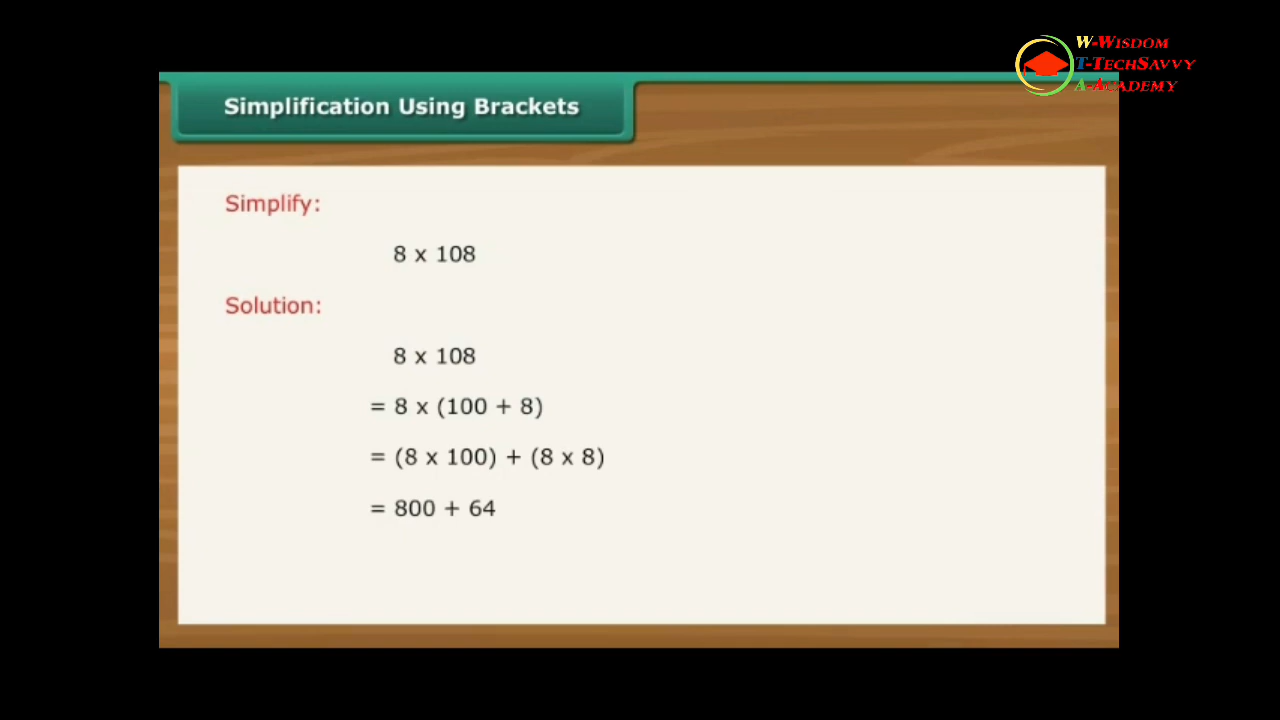 W-Wisdom
T-TechSavvy
A-Academy
Simplification Using Brackets
Simplify:
8 x 108
Solution:
8 x 108
= 8 x (100 + 8)
= (8 x 100) + (8 x 8)
= 800 + 64